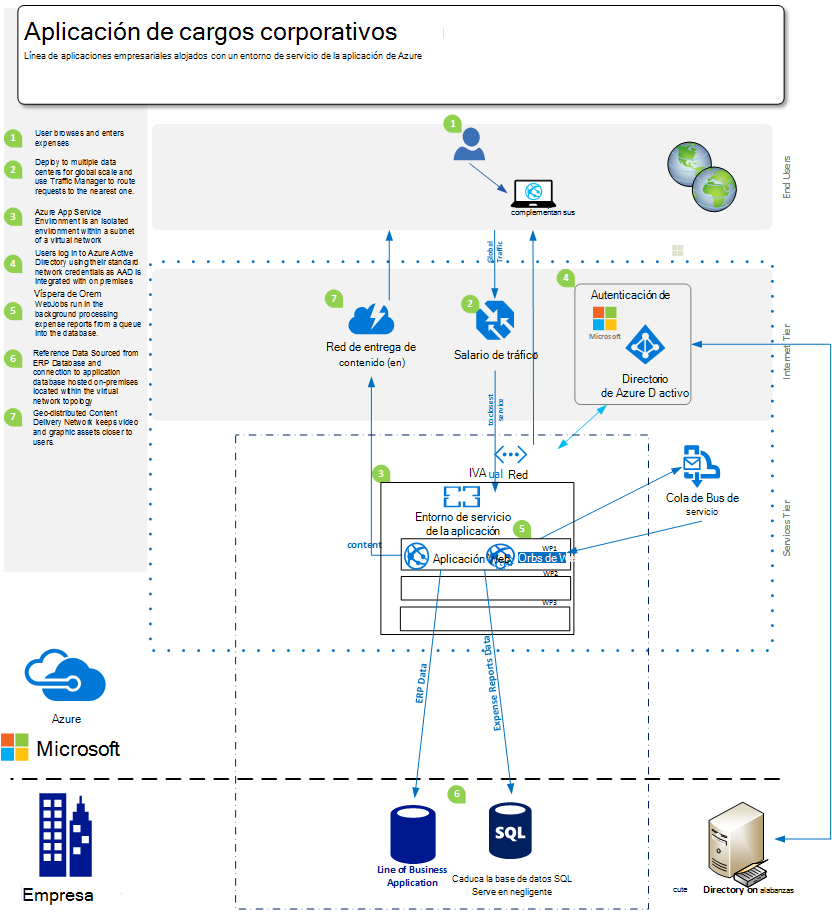 Aplicación de cargos corporativos
Línea de aplicaciones empresariales alojados con un entorno de servicio de la aplicación de Azure
1
User browses and enters
expenses
2
Deploy to multiple data
centers for global scale and
use Traffic Manager to route
requests to the nearest one.
3
Azure App Service
Environment is an isolated
environment within a subnet
of a virtual network
4
Users log in to Azure Active
Directory using their standard
network credentials as AAD is
integrated with on premises
Víspera de Orem
5
WebJobs run in the
background processing
expense reports from a queue
into the database.
6
Reference Data Sourced from
ERP Database and
connection to application
database hosted on-premises
located within the virtual
network topology
7
Geo-distributed Content
Delivery Network keeps video
and graphic assets closer to
users.
1
complementan sus
End Users
Global
Traffic
7
Red de entrega de
contenido (en)
2
Salario de tráfico
4
Autenticación de
Microsoft
Directorio
de Azure D activo
Internet Tier
to closest
service
IVA ual Red
3
Entorno de servicio
de la aplicación
5
content
Aplicación Web
Orbs de We
WP1
WP2
WP3
Cola de Bus de
servicio
Services Tier
ERP Data
Expense Reports Data
Azure
Microsoft
6
SQL
Line of Business
Application
Caduca la base de datos SQL
Serve en negligente
Empresa
cute Directory on alabanzas